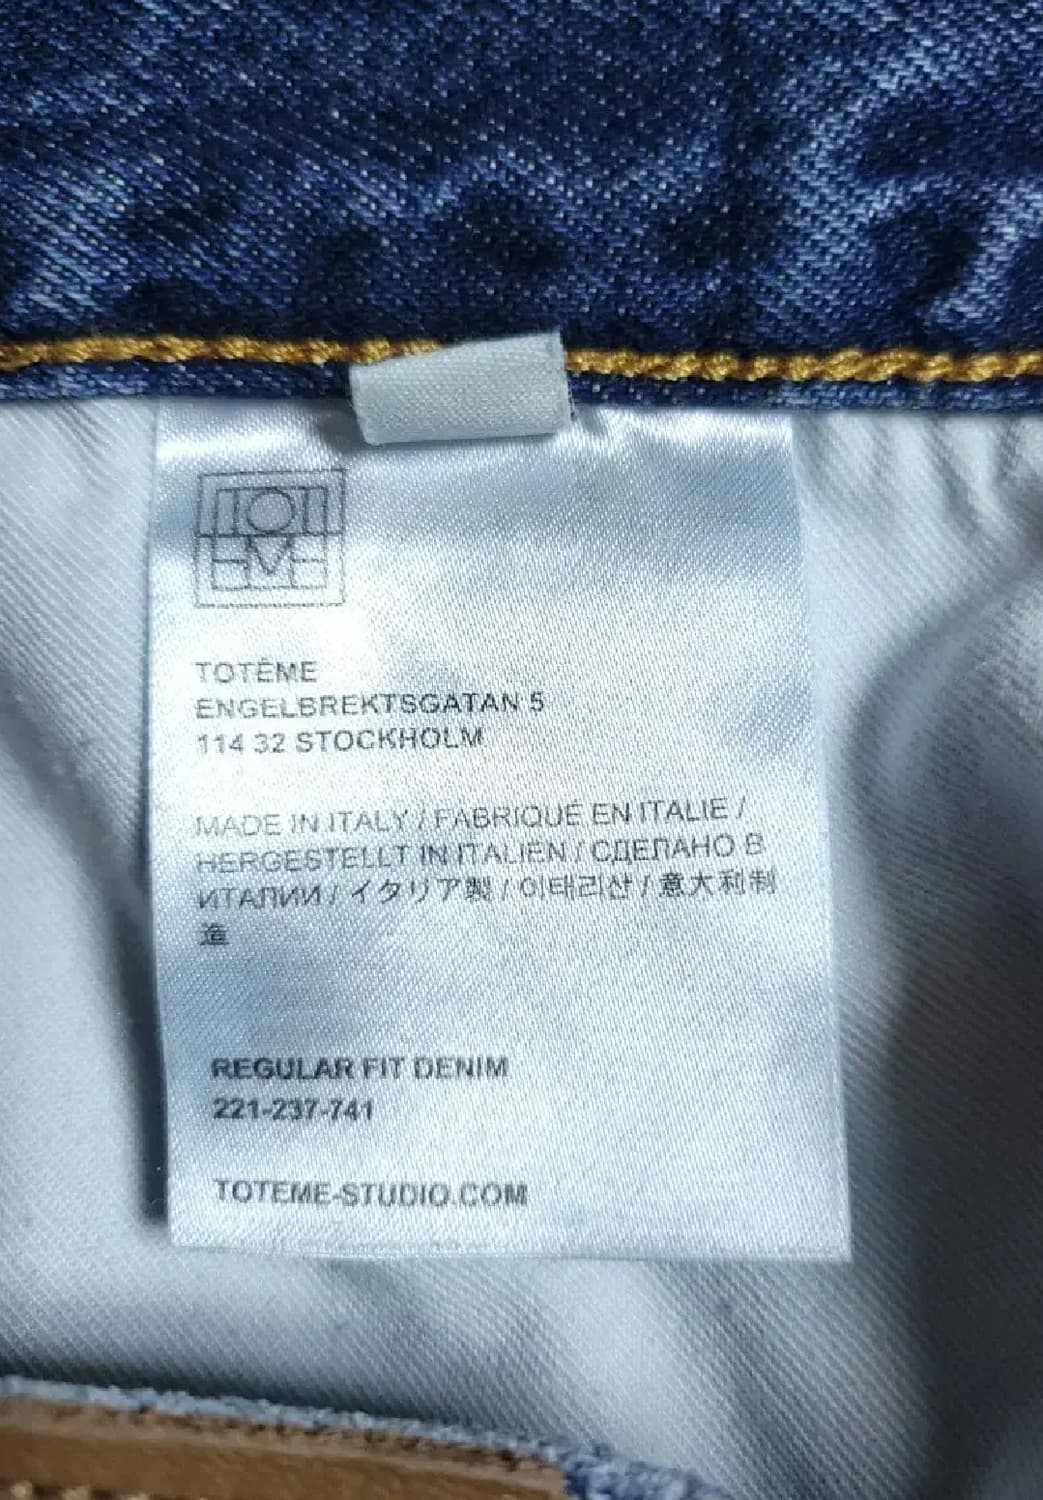 TOTEME
TOTÊME
ENGELBREKTSGATAN 5
114 32 STOCKHOLM
MADE IN ITALY / FABRIQUÉ EN ITALIE /
HERGESTELLT IN ITALIEN / СДЕЛАНО В
ИТАЛИИ / イタリア製 / 이태리산 / 意大利制
造
REGULAR FIT DENIM
221-237-741
TOTEME-STUDIO.COM